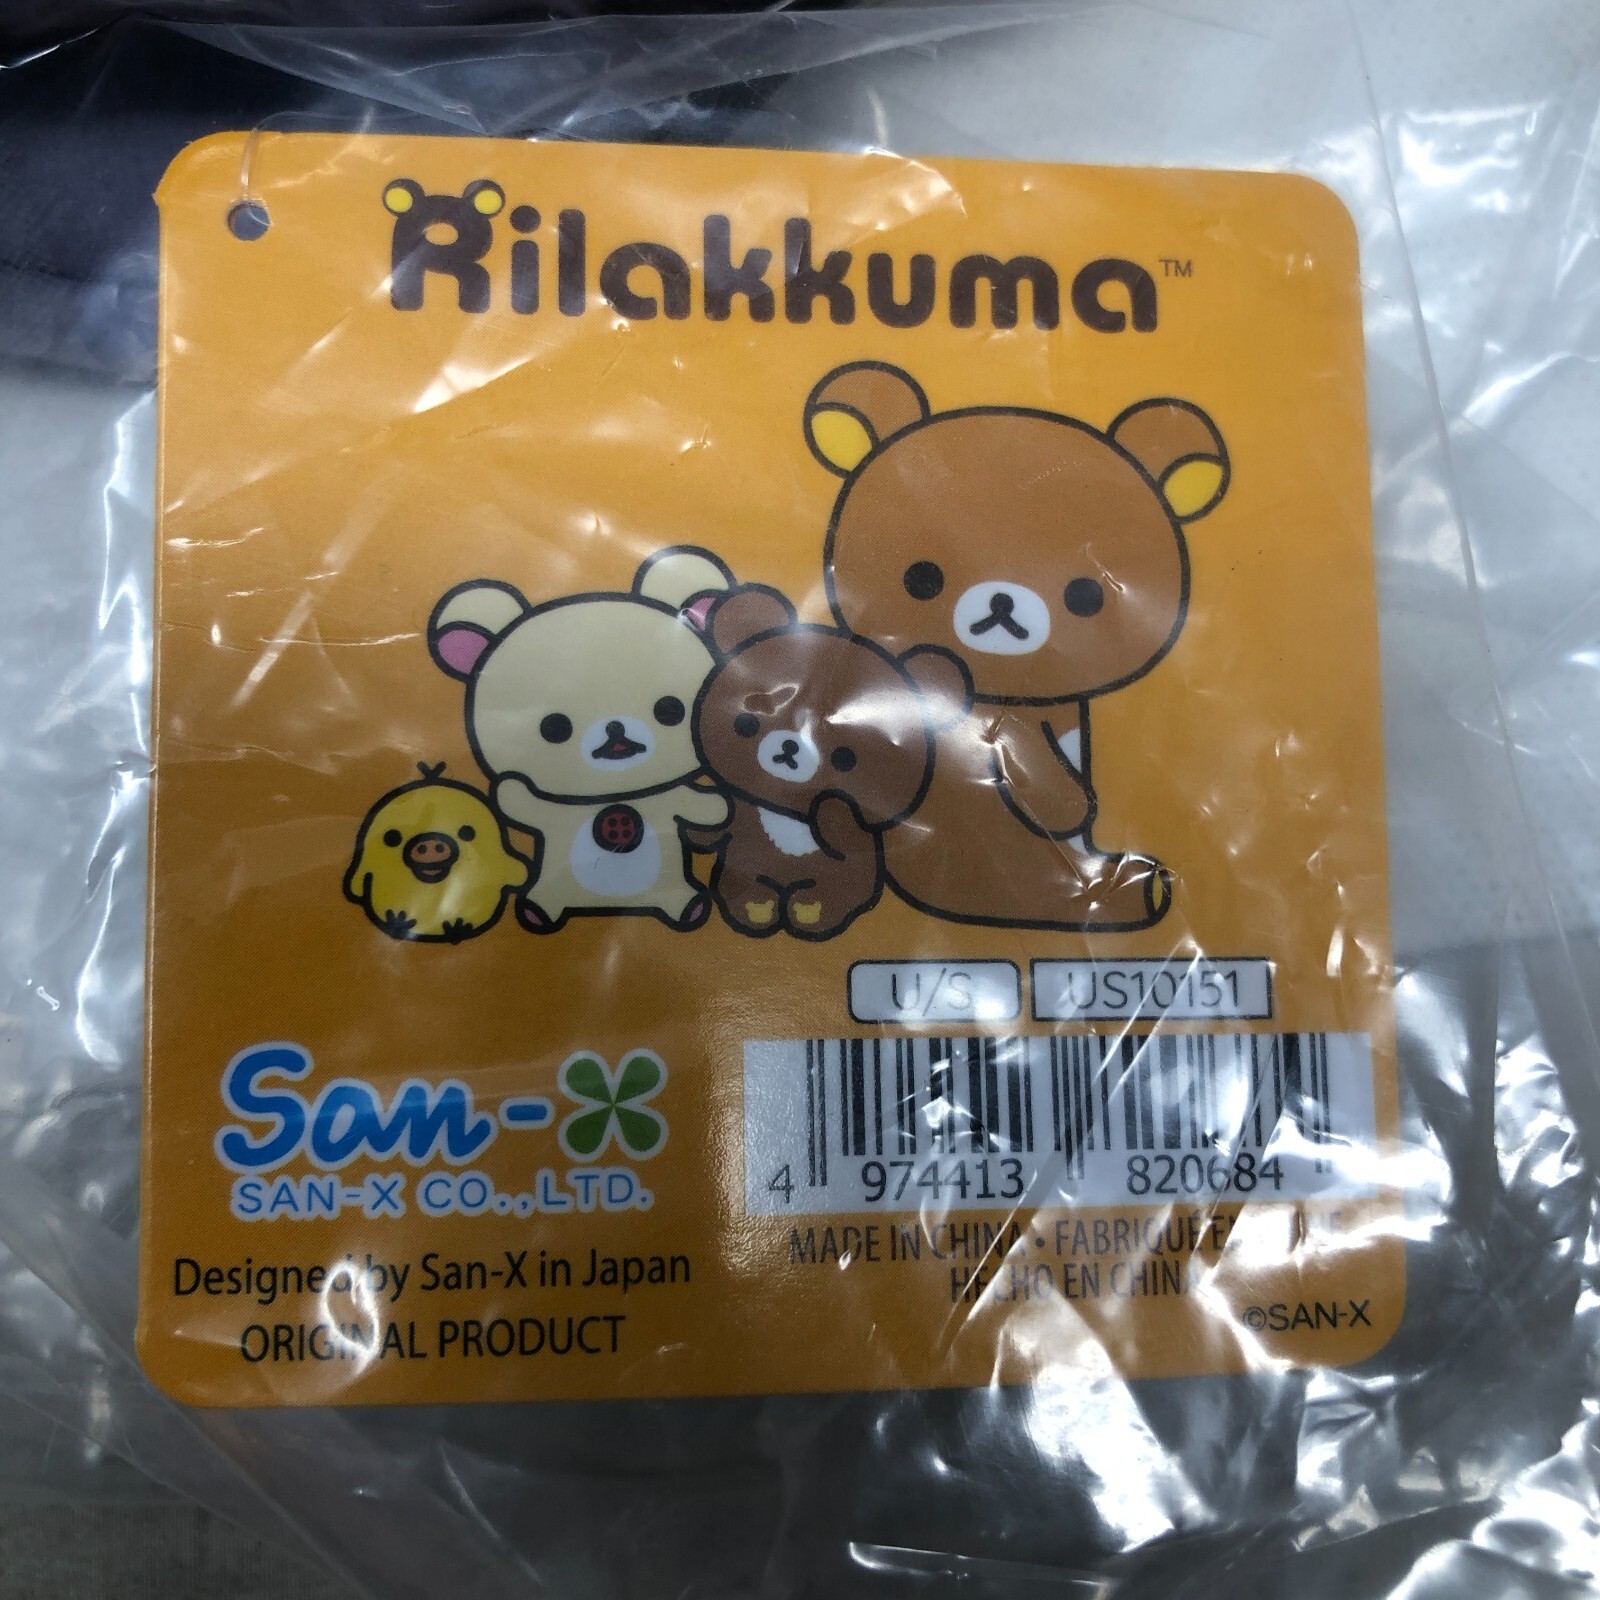 Rilakkuma™
U/S US10151
San-X
SAN-X CO.,LTD.
4 974413 820684
Designed by San-X in Japan
ORIGINAL PRODUCT
MADE IN CHINA • FABRIQUÉ EN
HECHO EN CHINA
©SAN-X